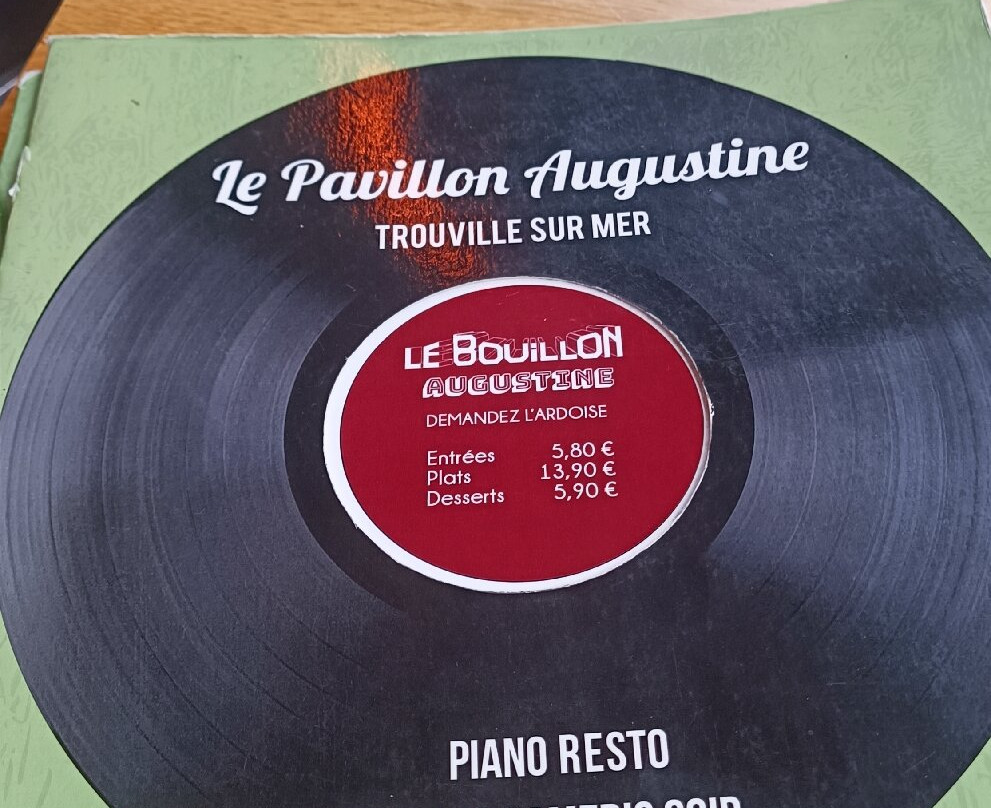 Le Pavillon Augustine
TROUVILLE SUR MER
LE BOUiLLON
AUGUSTINE
DEMANDEZ L'ARDOISE
Entrées 5,80 €
Plats 13,90 €
Desserts 5,90 €
PIANO RESTO
SOIR